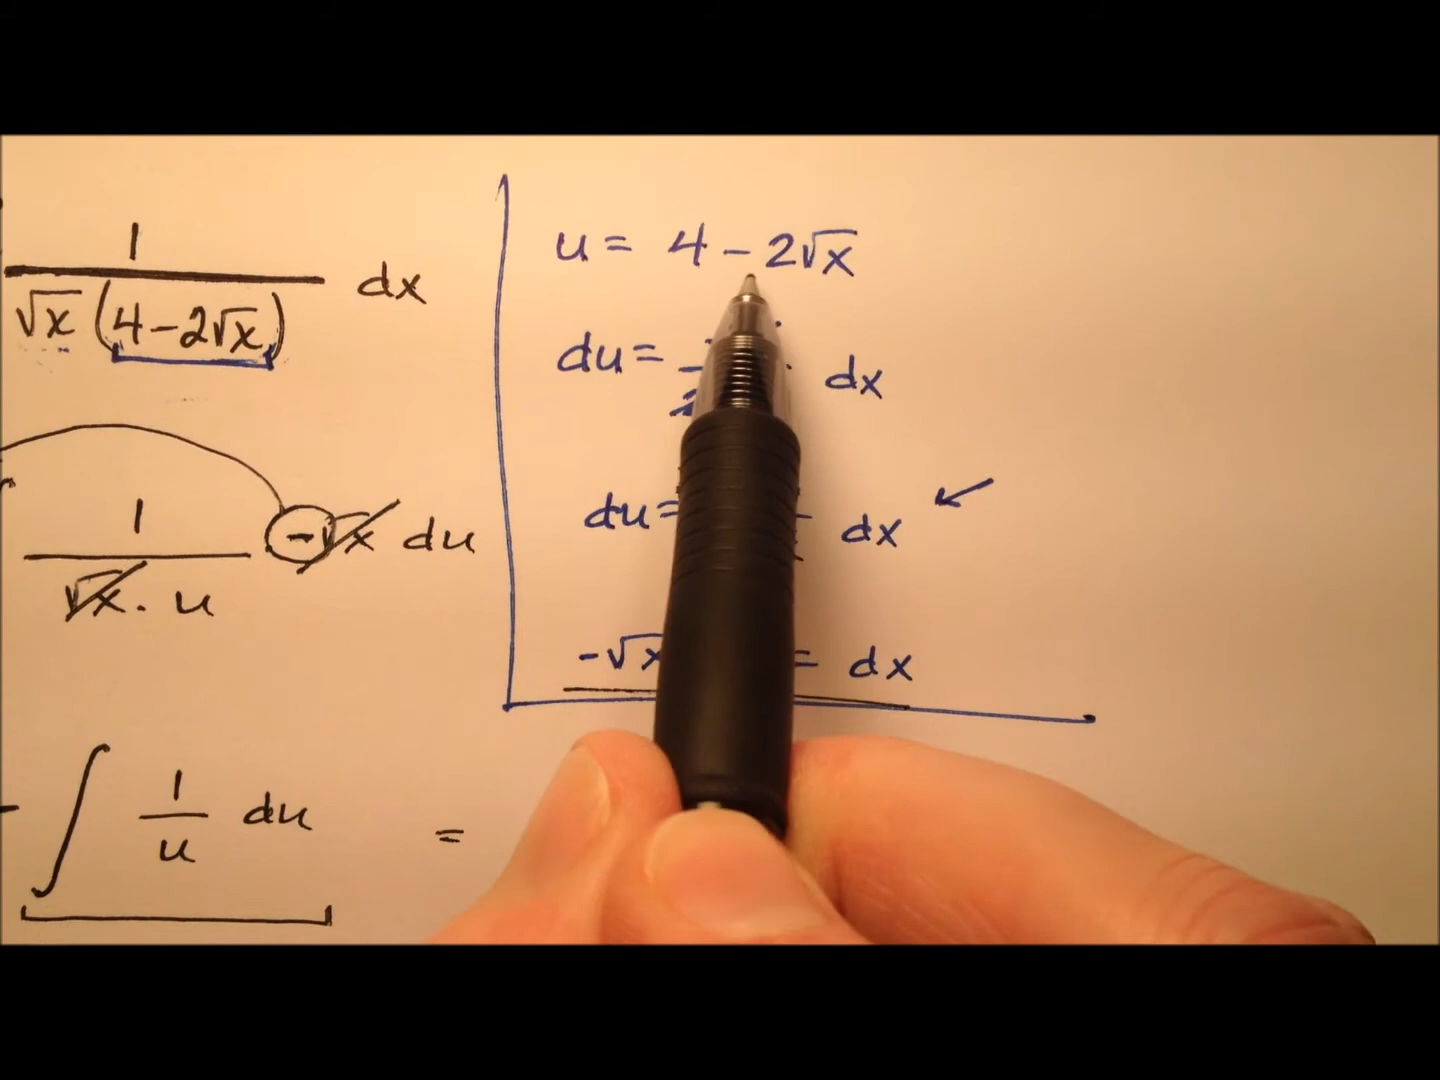 1
√x (4-2√x) dx
1
√x · u -√x du
∫ 1/u du =
u = 4-2√x
du = dx
du = dx
-√x = dx